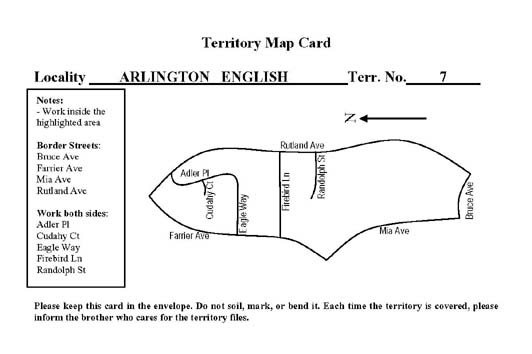 Territory Map Card
Locality ARLINGTON ENGLISH Terr. No. 7
Notes:
- Work inside the
highlighted area
Border Streets:
Bruce Ave
Farrier Ave
Mia Ave
Rutland Ave
Work both sides:
Adler Pl
Cudahy Ct
Eagle Way
Firebird Ln
Randolph St
N
Rutland Ave
Adler Pl
Cudahy Ct
Eagle Way
Firebird Ln
Randolph St
Bruce Ave
Farrier Ave
Mia Ave
Please keep this card in the envelope. Do not soil, mark, or bend it. Each time the territory is covered, please
inform the brother who cares for the territory files.